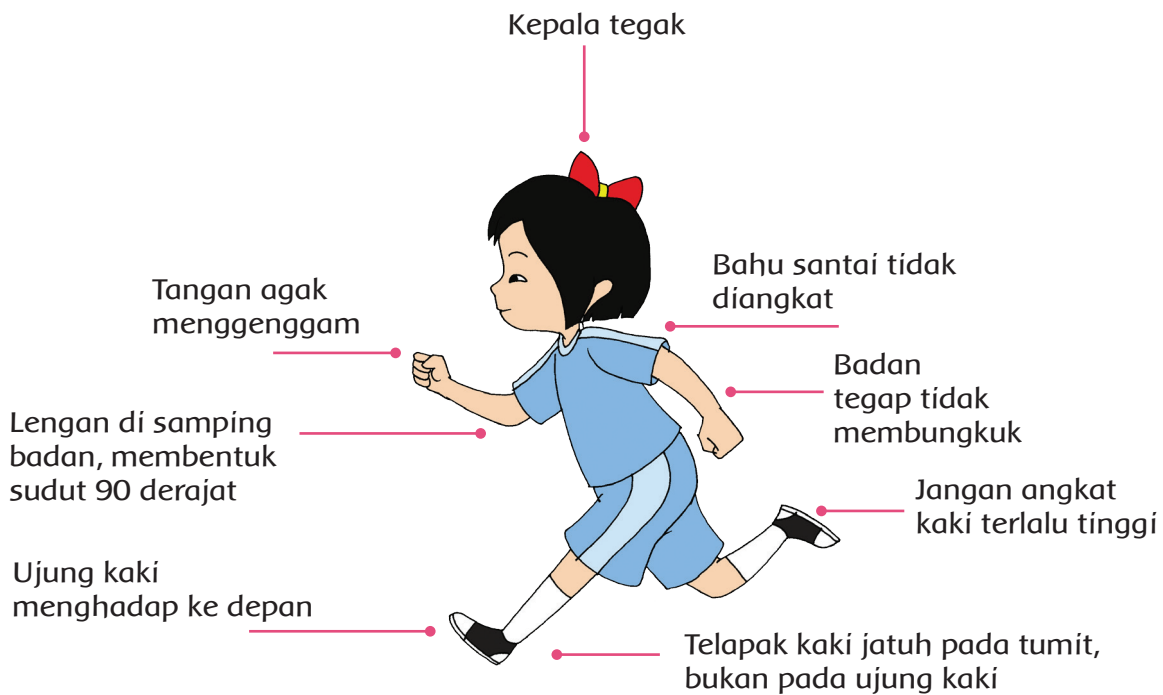 Kepala tegak
Bahu santai tidak
diangkat
Tangan agak
menggenggam
Badan
tegap tidak
membungkuk
Lengan di samping
badan, membentuk
sudut 90 derajat
Jangan angkat
kaki terlalu tinggi
Ujung kaki
menghadap ke depan
Telapak kaki jatuh pada tumit,
bukan pada ujung kaki